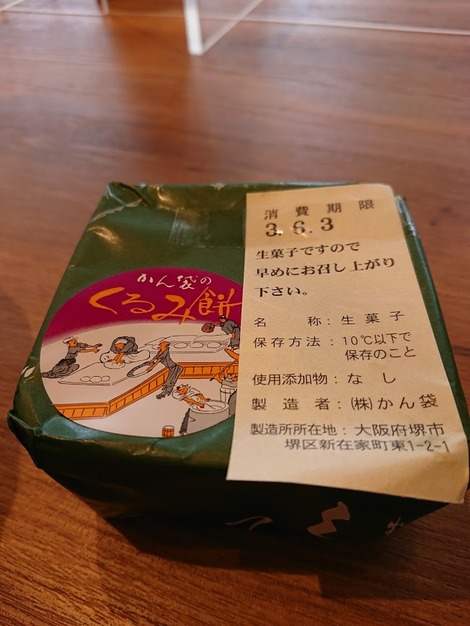 かん袋の
くるみ餅
消費期限
3.6.3
生菓子ですので
早めにお召し上がり
下さい。
名　　称：生菓子
保存方法：10℃以下で
保存のこと
使用添加物：なし
製造者：(株)かん袋
製造所所在地：大阪府堺市
堺区新在家町東1-2-1